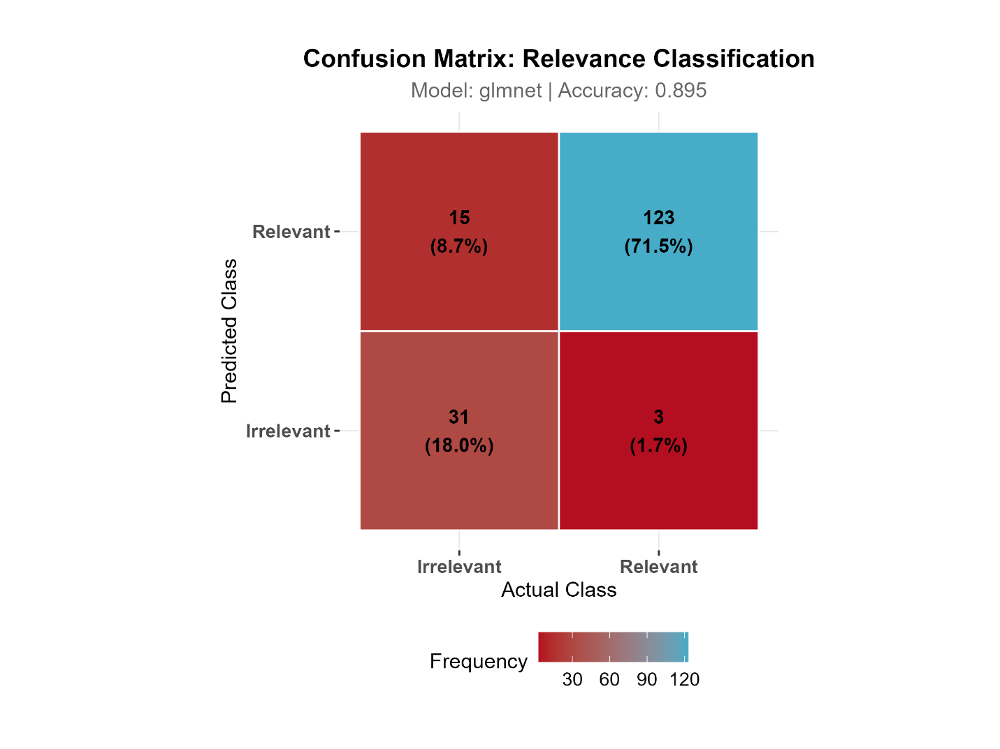 Confusion Matrix: Relevance Classification
Model: glmnet | Accuracy: 0.895
Predicted Class
Relevant
15
(8.7%)
123
(71.5%)
Irrelevant
31
(18.0%)
3
(1.7%)
Irrelevant
Relevant
Actual Class
Frequency
30 60 90 120